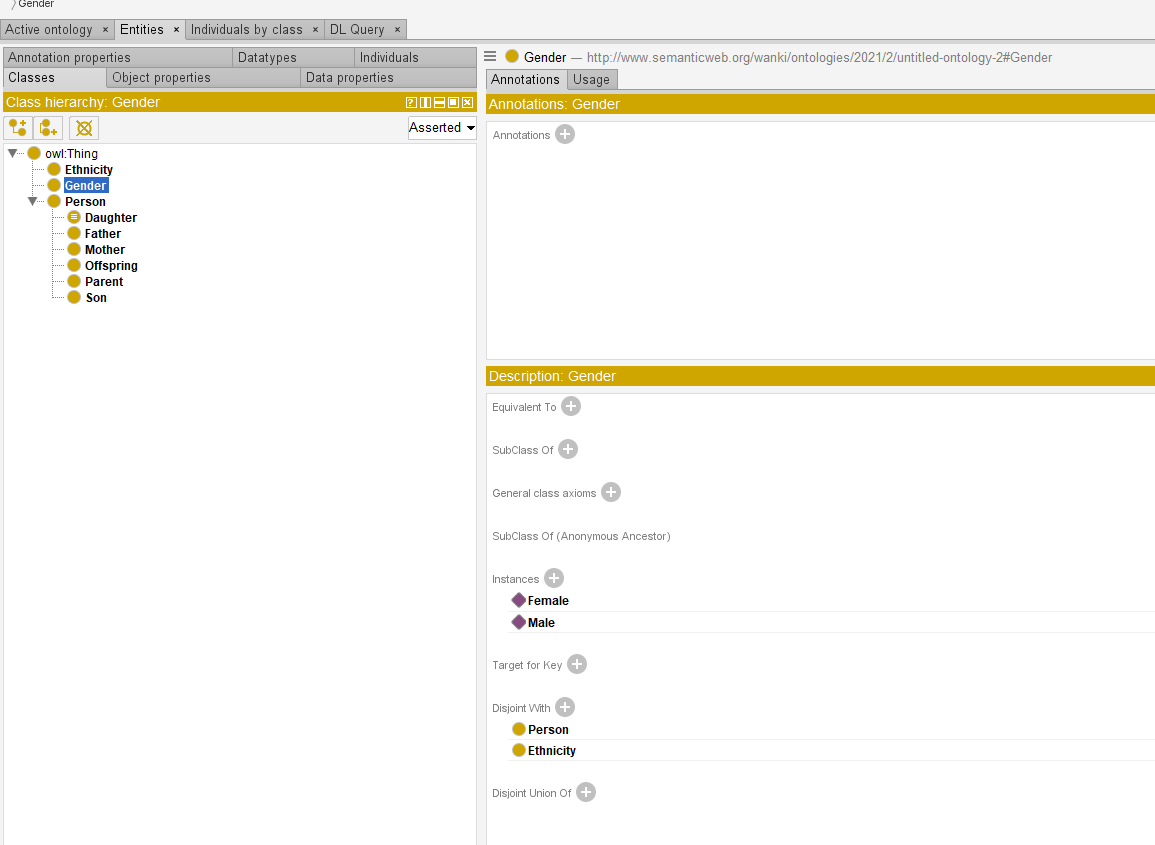 Gender
Active ontology × Entities × Individuals by class × DL Query ×
Annotation properties Datatypes Individuals
Classes Object properties Data properties
Class hierarchy: Gender
Asserted
owl:Thing
Ethnicity
Gender
Person
Daughter
Father
Mother
Offspring
Parent
Son
Gender — http://www.semanticweb.org/wanki/ontologies/2021/2/untitled-ontology-2#Gender
Annotations Usage
Annotations: Gender
Annotations
Description: Gender
Equivalent To
SubClass Of
General class axioms
SubClass Of (Anonymous Ancestor)
Instances
Female
Male
Target for Key
Disjoint With
Person
Ethnicity
Disjoint Union Of